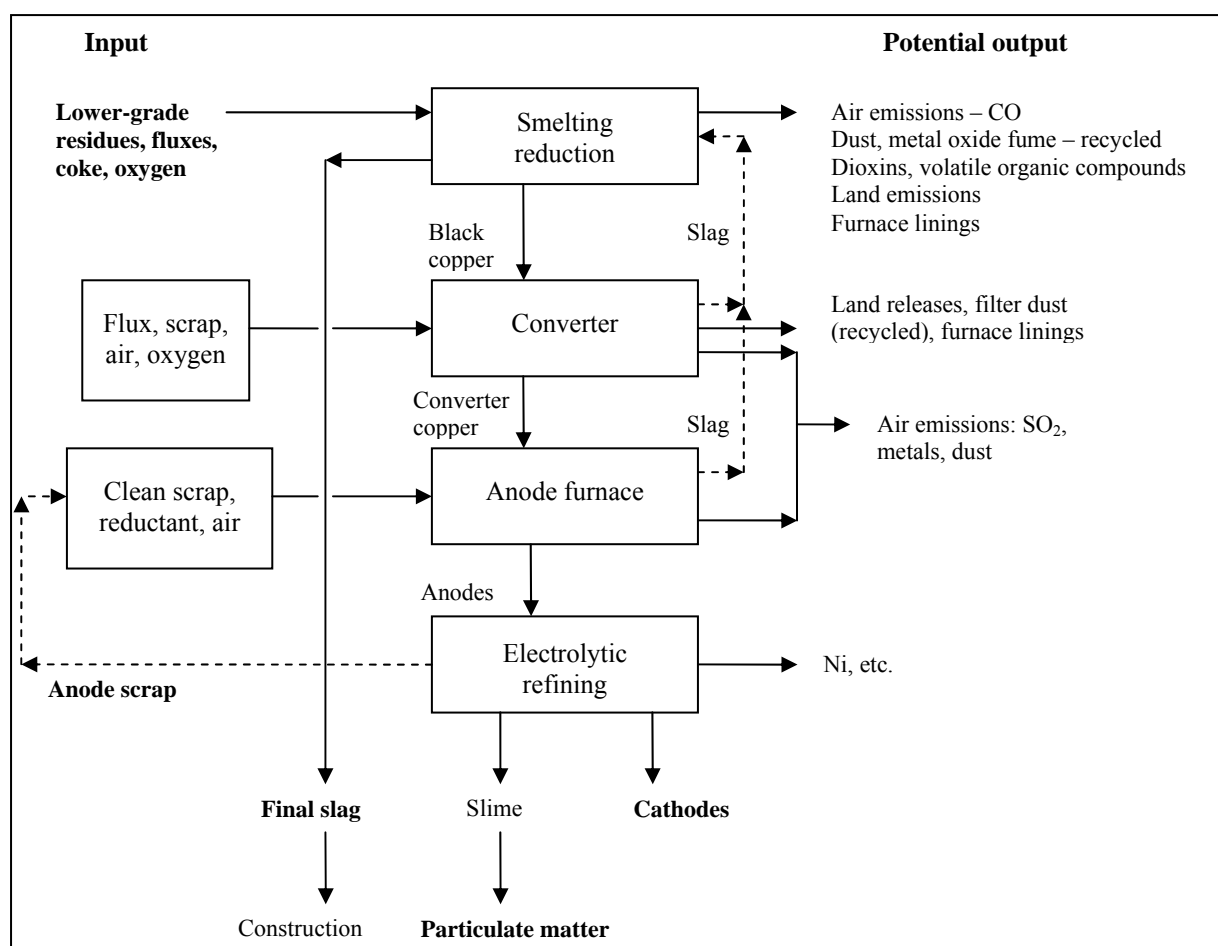 Input
Potential output
Lower-grade
residues, fluxes,
coke, oxygen
Smelting
reduction
Air emissions – CO
Dust, metal oxide fume – recycled
Dioxins, volatile organic compounds
Land emissions
Furnace linings
Black
copper
Slag
Flux, scrap,
air, oxygen
Converter
Land releases, filter dust
(recycled), furnace linings
Converter
copper
Slag
Air emissions: SO₂,
metals, dust
Clean scrap,
reductant, air
Anode furnace
Anodes
Electrolytic
refining
Ni, etc.
Anode scrap
Final slag
Slime
Cathodes
Construction
Particulate matter